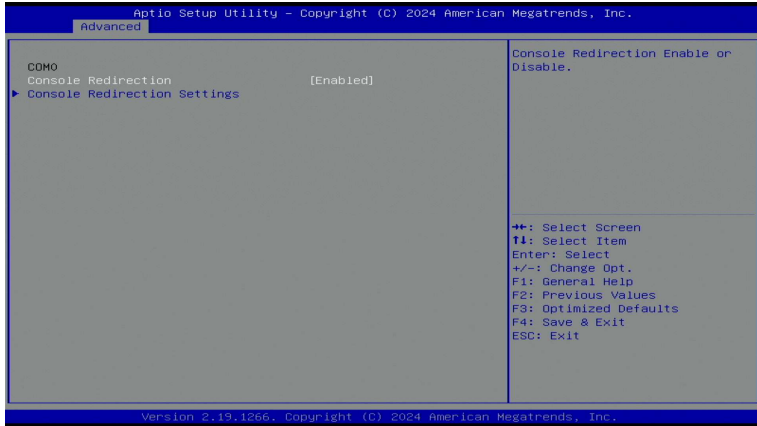 Aptio Setup Utility – Copyright (C) 2024 American Megatrends, Inc.
Advanced
COM0
Console Redirection [Enabled]
► Console Redirection Settings
Console Redirection Enable or
Disable.
→←: Select Screen
↑↓: Select Item
Enter: Select
+/-: Change Opt.
F1: General Help
F2: Previous Values
F3: Optimized Defaults
F4: Save & Exit
ESC: Exit
Version 2.19.1266. Copyright (C) 2024 American Megatrends, Inc.